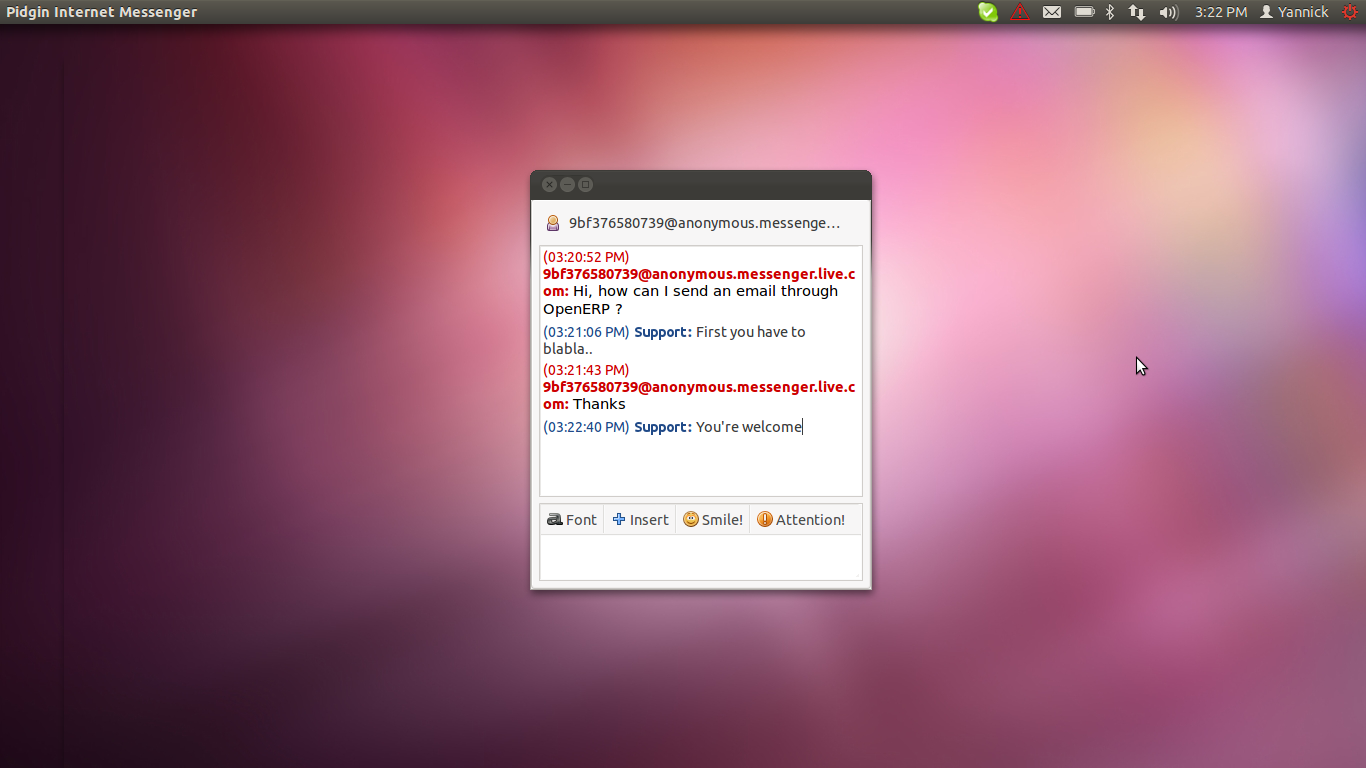 Pidgin Internet Messenger
3:22 PM Yannick
9bf376580739@anonymous.messenge...
(03:20:52 PM)
9bf376580739@anonymous.messenger.live.c
om: Hi, how can I send an email through
OpenERP ?
(03:21:06 PM) Support: First you have to
blabla..
(03:21:43 PM)
9bf376580739@anonymous.messenger.live.c
om: Thanks
(03:22:40 PM) Support: You're welcome
Font Insert Smile! Attention!